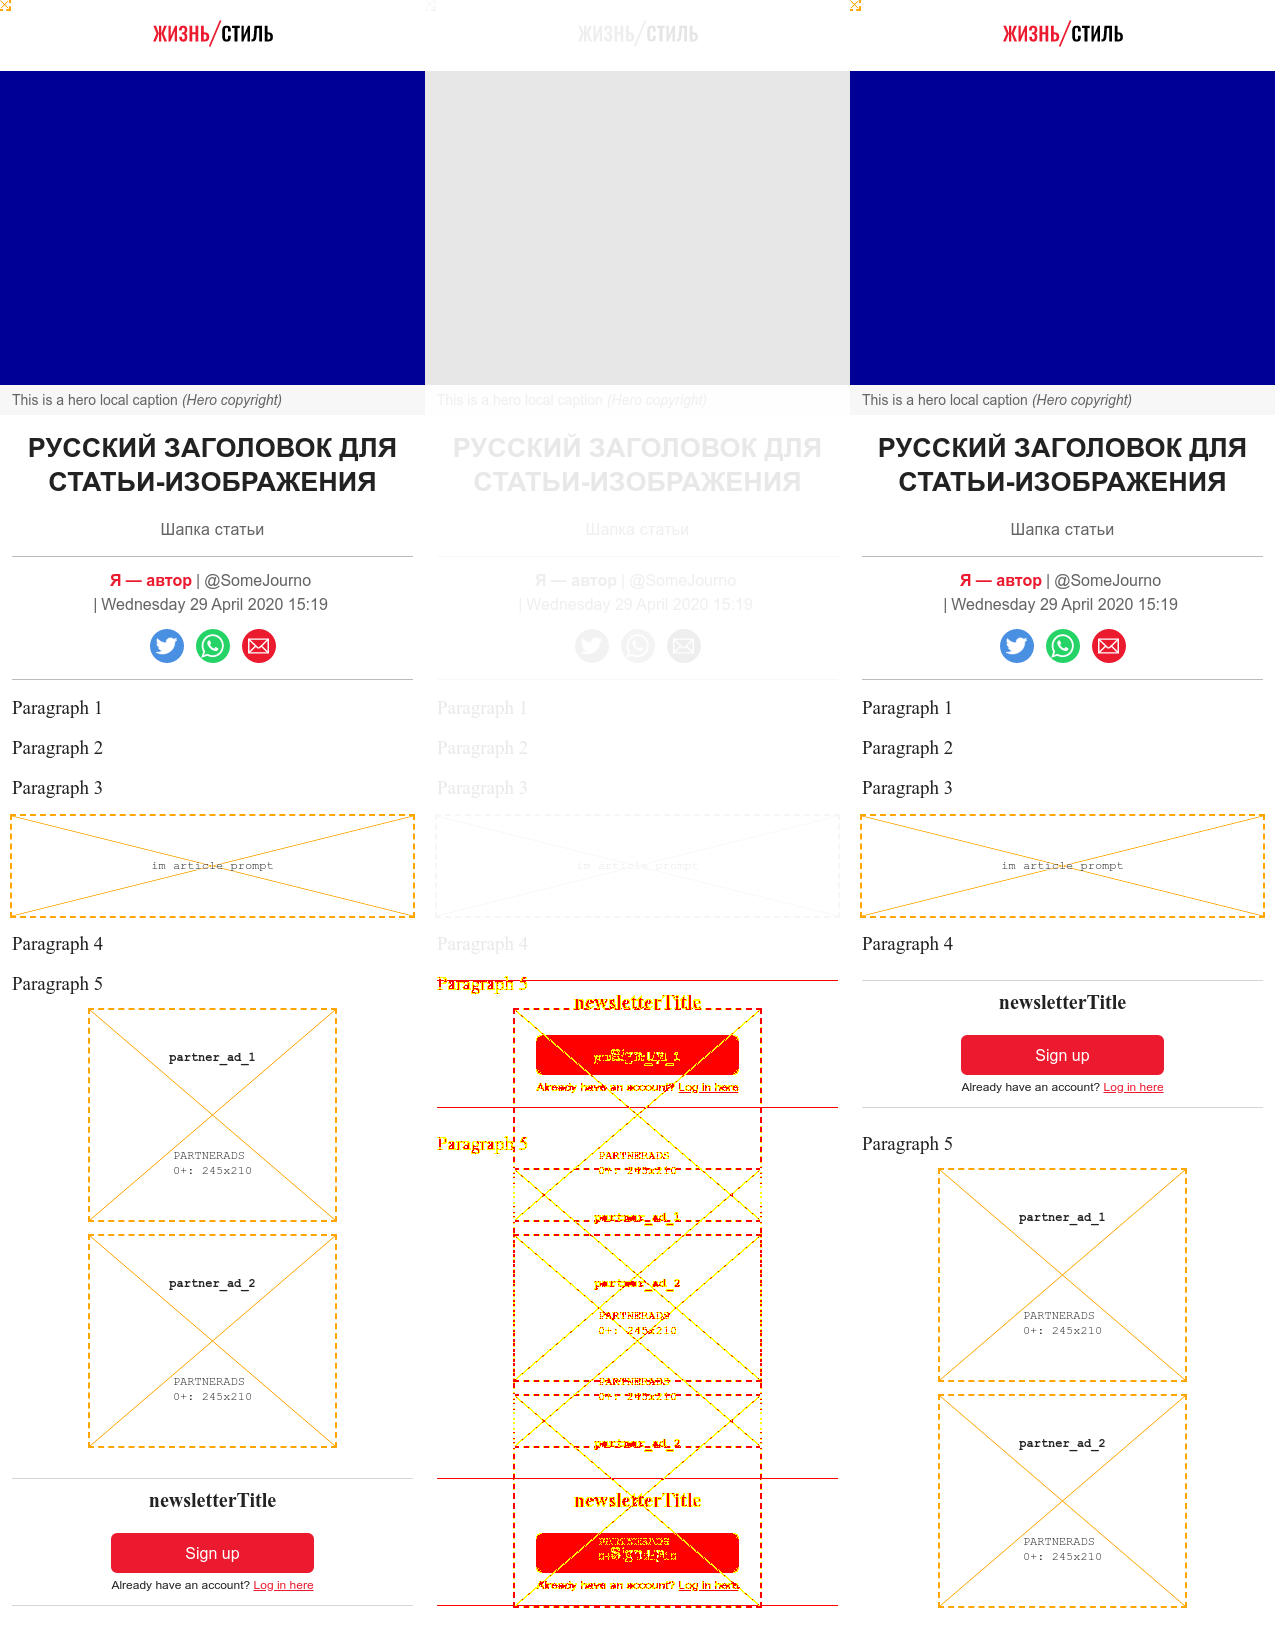 ЖИЗНЬ/СТИЛЬ
This is a hero local caption (Hero copyright)
РУССКИЙ ЗАГОЛОВОК ДЛЯ
СТАТЬИ-ИЗОБРАЖЕНИЯ
Шапка статьи
Я — автор | @SomeJourno
| Wednesday 29 April 2020 15:19
Paragraph 1
Paragraph 2
Paragraph 3
im article prompt
Paragraph 4
Paragraph 5
partner_ad_1
PARTNERADS
0+: 245x210
partner_ad_2
PARTNERADS
0+: 245x210
newsletterTitle
Sign up
Already have an account? Log in here
ЖИЗНЬ/СТИЛЬ
This is a hero local caption (Hero copyright)
РУССКИЙ ЗАГОЛОВОК ДЛЯ
СТАТЬИ-ИЗОБРАЖЕНИЯ
Шапка статьи
Я — автор | @SomeJourno
| Wednesday 29 April 2020 15:19
Paragraph 1
Paragraph 2
Paragraph 3
im article prompt
Paragraph 4
Paragraph 5
newsletterTitle
Sign up
Already have an account? Log in here
Paragraph 5
PARTNERADS
0+: 245x210
partner_ad_1
partner_ad_2
PARTNERADS
0+: 245x210
PARTNERADS
0+: 245x210
partner_ad_2
newsletterTitle
Sign up
Already have an account? Log in here
ЖИЗНЬ/СТИЛЬ
This is a hero local caption (Hero copyright)
РУССКИЙ ЗАГОЛОВОК ДЛЯ
СТАТЬИ-ИЗОБРАЖЕНИЯ
Шапка статьи
Я — автор | @SomeJourno
| Wednesday 29 April 2020 15:19
Paragraph 1
Paragraph 2
Paragraph 3
im article prompt
Paragraph 4
newsletterTitle
Sign up
Already have an account? Log in here
Paragraph 5
partner_ad_1
PARTNERADS
0+: 245x210
partner_ad_2
PARTNERADS
0+: 245x210